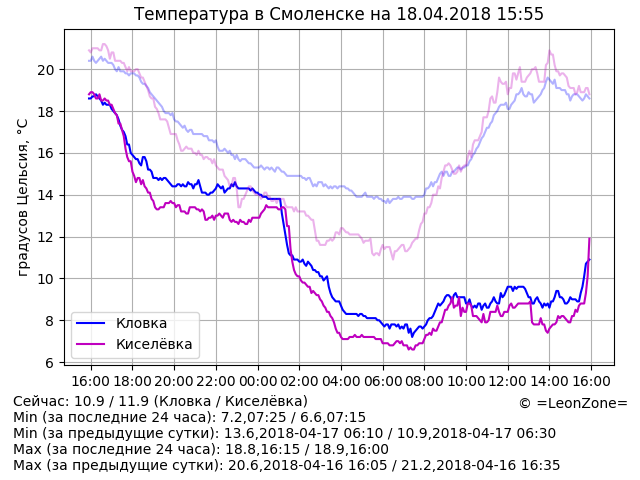 Температура в Смоленске на 18.04.2018 15:55
градусов Цельсия, °C
20
18
16
14
12
10
8
6
Кловка
Киселёвка
16:00 18:00 20:00 22:00 00:00 02:00 04:00 06:00 08:00 10:00 12:00 14:00 16:00
Сейчас: 10.9 / 11.9 (Кловка / Киселёвка)
© =LeonZone=
Min (за последние 24 часа): 7.2,07:25 / 6.6,07:15
Min (за предыдущие сутки): 13.6,2018-04-17 06:10 / 10.9,2018-04-17 06:30
Max (за последние 24 часа): 18.8,16:15 / 18.9,16:00
Max (за предыдущие сутки): 20.6,2018-04-16 16:05 / 21.2,2018-04-16 16:35